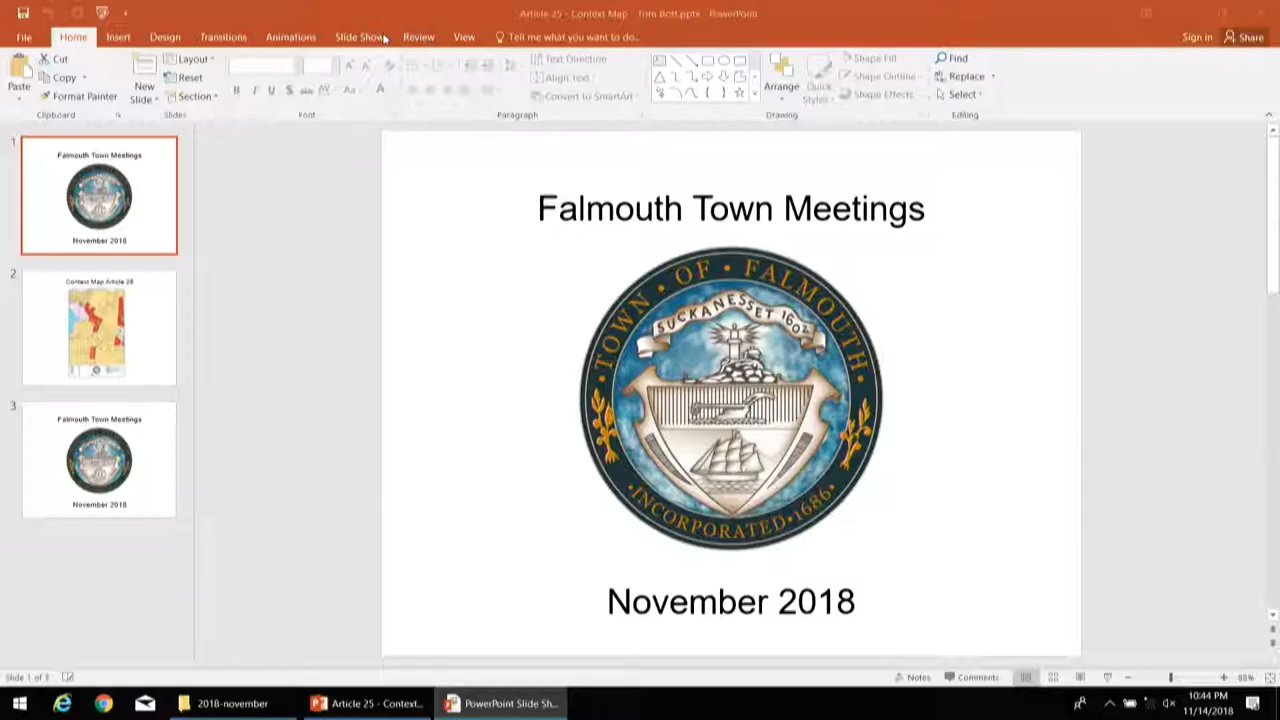 Article 25 - Context Map Tom Bott.pptx - PowerPoint
File Home Insert Design Transitions Animations Slide Show Review View Tell me what you want to do... Sign in Share
Paste Cut Copy Format Painter
New Slide Layout Reset Section
Text Direction Align Text Convert to SmartArt
Arrange Quick Styles Shape Fill Shape Outline Shape Effects
Find Replace Select
Clipboard Slides Font Paragraph Drawing Editing
1
Falmouth Town Meetings
November 2018
2
3
Falmouth Town Meetings
November 2018
Falmouth Town Meetings
TOWN • OF • FALMOUTH
SUCKANESSET 1602
INCORPORATED • 1686
November 2018
Slide 1 of 3
Notes Comments 88%
2018-november
Article 25 - Context...
PowerPoint Slide Sh...
10:44 PM
11/14/2018